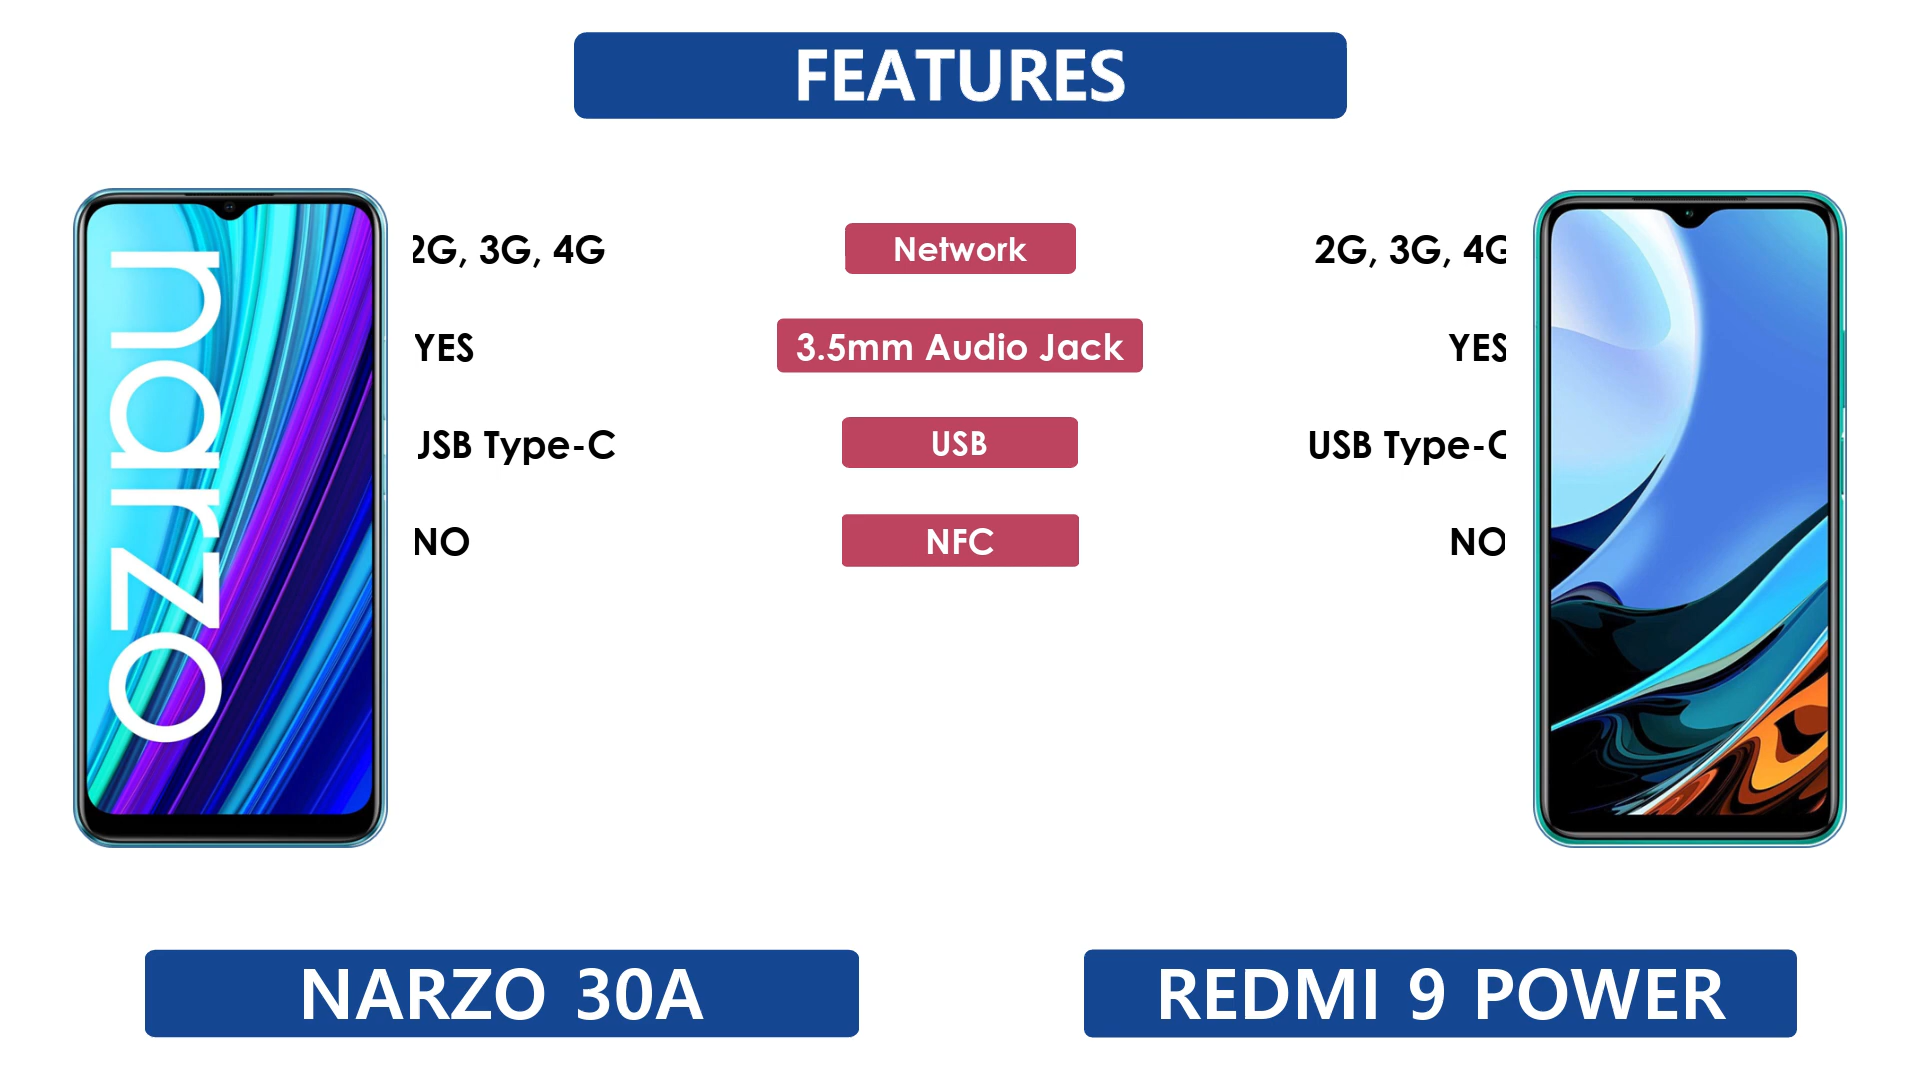 FEATURES
narzo
2G, 3G, 4G Network 2G, 3G, 4G
YES 3.5mm Audio Jack YES
USB Type-C USB USB Type-C
NO NFC NO
NARZO 30A REDMI 9 POWER